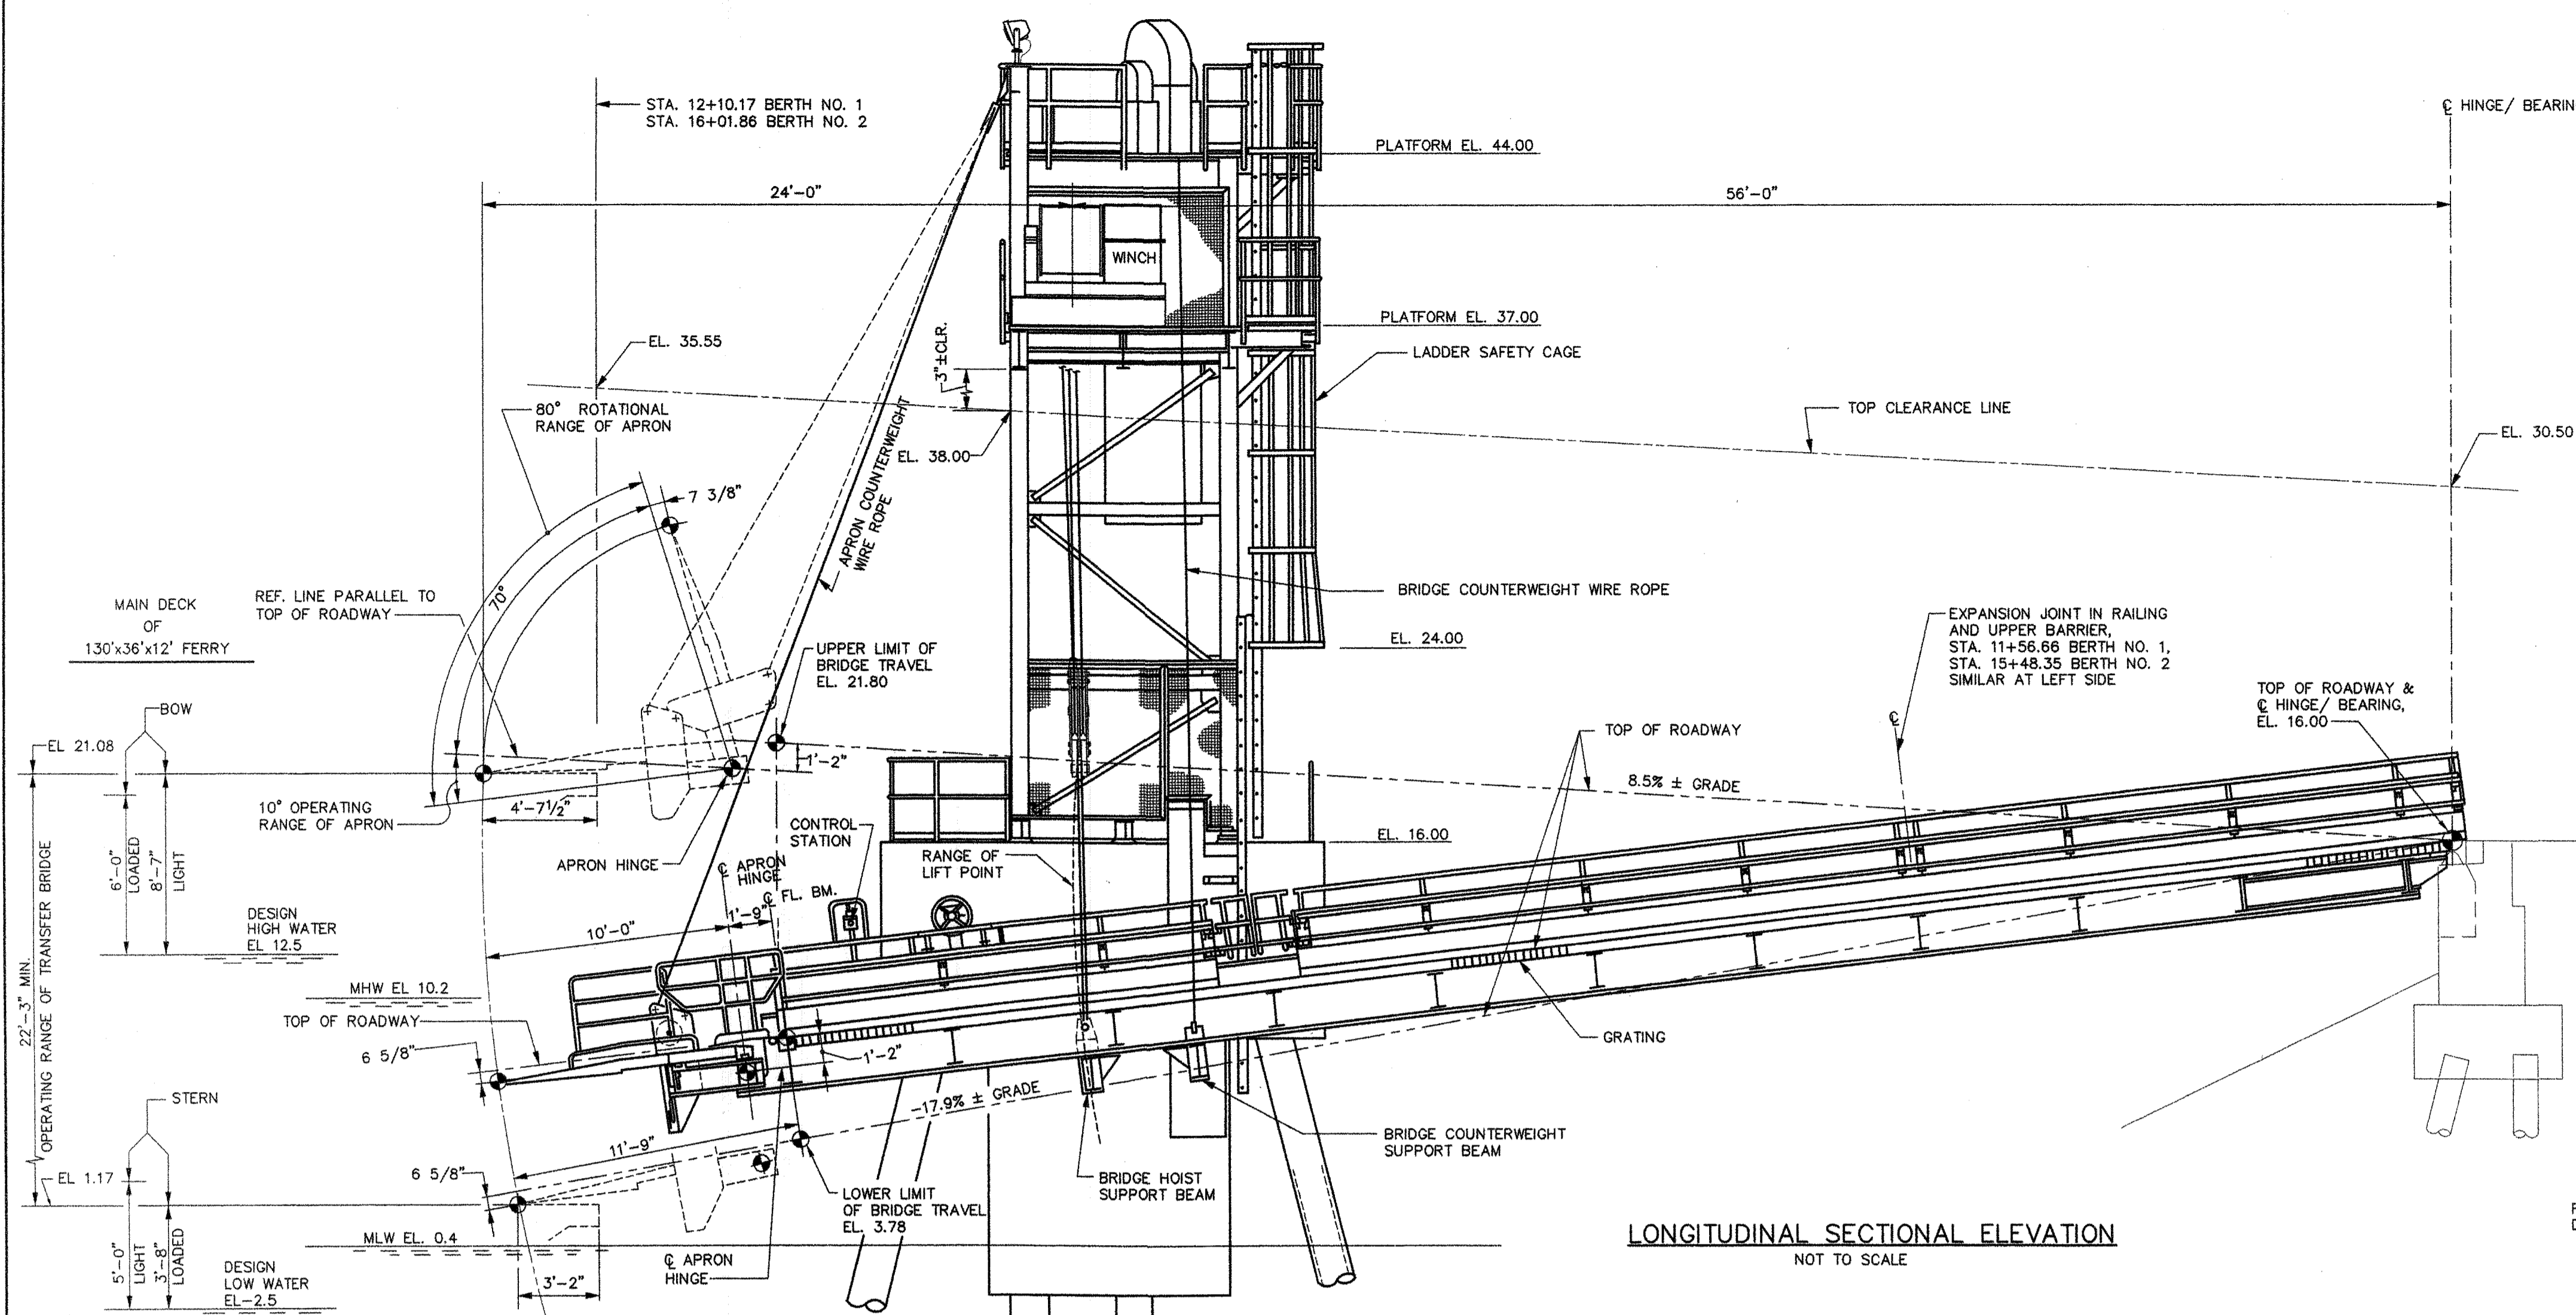 STA. 12+10.17 BERTH NO. 1
STA. 16+01.86 BERTH NO. 2
℄ HINGE/ BEARIN
PLATFORM EL. 44.00
24'-0"
56'-0"
WINCH
PLATFORM EL. 37.00
EL. 35.55
3"±CLR.
LADDER SAFETY CAGE
80° ROTATIONAL
RANGE OF APRON
TOP CLEARANCE LINE
EL. 38.00
EL. 30.50
APRON COUNTERWEIGHT
WIRE ROPE
7 3/8"
70°
BRIDGE COUNTERWEIGHT WIRE ROPE
MAIN DECK
OF
130'x36'x12' FERRY
REF. LINE PARALLEL TO
TOP OF ROADWAY
EL. 24.00
EXPANSION JOINT IN RAILING
AND UPPER BARRIER,
STA. 11+56.66 BERTH NO. 1,
STA. 15+48.35 BERTH NO. 2
SIMILAR AT LEFT SIDE
UPPER LIMIT OF
BRIDGE TRAVEL
EL. 21.80
TOP OF ROADWAY &
℄ HINGE/ BEARING,
EL. 16.00
BOW
℄
TOP OF ROADWAY
EL 21.08
1'-2"
8.5% ± GRADE
10° OPERATING
RANGE OF APRON
4'-7 1/2"
CONTROL
STATION
EL. 16.00
APRON HINGE
RANGE OF
LIFT POINT
6'-0"
LOADED
8'-7"
LIGHT
℄ APRON
HINGE
℄ FL. BM.
1'-9"
DESIGN
HIGH WATER
EL 12.5
10'-0"
22'-3" MIN.
OPERATING RANGE OF TRANSFER BRIDGE
MHW EL 10.2
TOP OF ROADWAY
GRATING
6 5/8"
1'-2"
STERN
-17.9% ± GRADE
BRIDGE COUNTERWEIGHT
SUPPORT BEAM
11'-9"
EL 1.17
6 5/8"
BRIDGE HOIST
SUPPORT BEAM
LOWER LIMIT
OF BRIDGE TRAVEL
EL. 3.78
MLW EL. 0.4
5'-0"
LIGHT
3'-8"
LOADED
DESIGN
LOW WATER
EL-2.5
3'-2"
℄ APRON
HINGE
LONGITUDINAL SECTIONAL ELEVATION
NOT TO SCALE